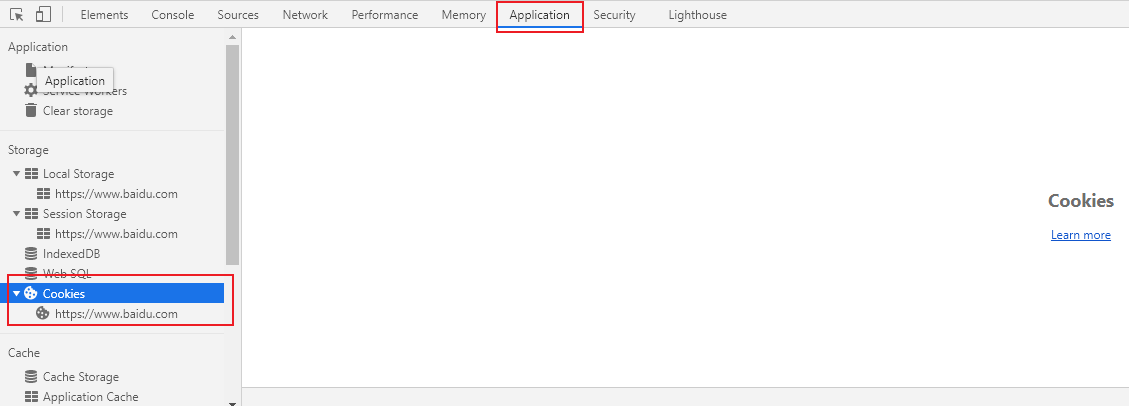 Elements Console Sources Network Performance Memory Application Security Lighthouse
Application
Application
Service Workers
Clear storage
Storage
Local Storage
https://www.baidu.com
Session Storage
https://www.baidu.com
IndexedDB
Web SQL
Cookies
https://www.baidu.com
Cache
Cache Storage
Application Cache
Cookies
Learn more